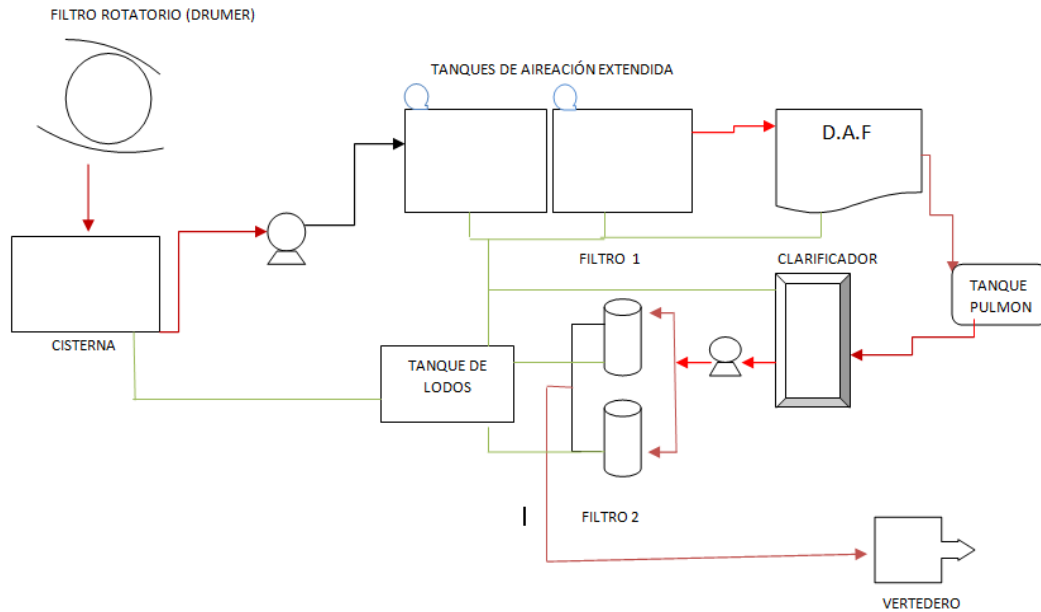 FILTRO ROTATORIO (DRUMER)
TANQUES DE AIREACIÓN EXTENDIDA
D.A.F
FILTRO 1
CLARIFICADOR
TANQUE
PULMON
CISTERNA
TANQUE DE
LODOS
FILTRO 2
VERTEDERO